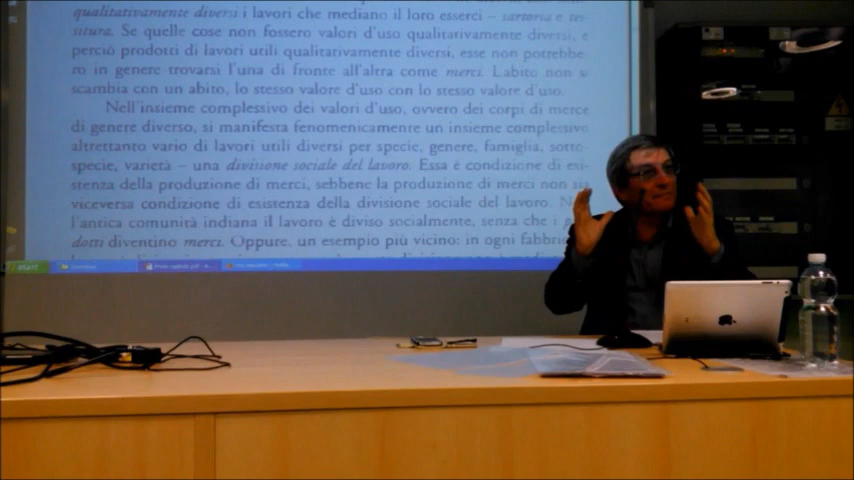 qualitativamente diversi i lavori che mediano il loro esserci – sartoria e tes-
situra. Se quelle cose non fossero valori d'uso qualitativamente diversi, e
perciò prodotti di lavori utili qualitativamente diversi, esse non potrebbe-
ro in genere trovarsi l'una di fronte all'altra come merci. L'abito non si
scambia con un abito, lo stesso valore d'uso con lo stesso valore d'uso.
Nell'insieme complessivo dei valori d'uso, ovvero dei corpi di merce
di genere diverso, si manifesta fenomenicamente un insieme complessivo
altrettanto vario di lavori utili diversi per specie, genere, famiglia, sotto-
specie, varietà – una divisione sociale del lavoro. Essa è condizione di esi-
stenza della produzione di merci, sebbene la produzione di merci non sia
viceversa condizione di esistenza della divisione sociale del lavoro.
l'antica comunità indiana il lavoro è diviso socialmente, senza che i
dotti diventino merci. Oppure, un esempio più vicino: in ogni fabbri
start